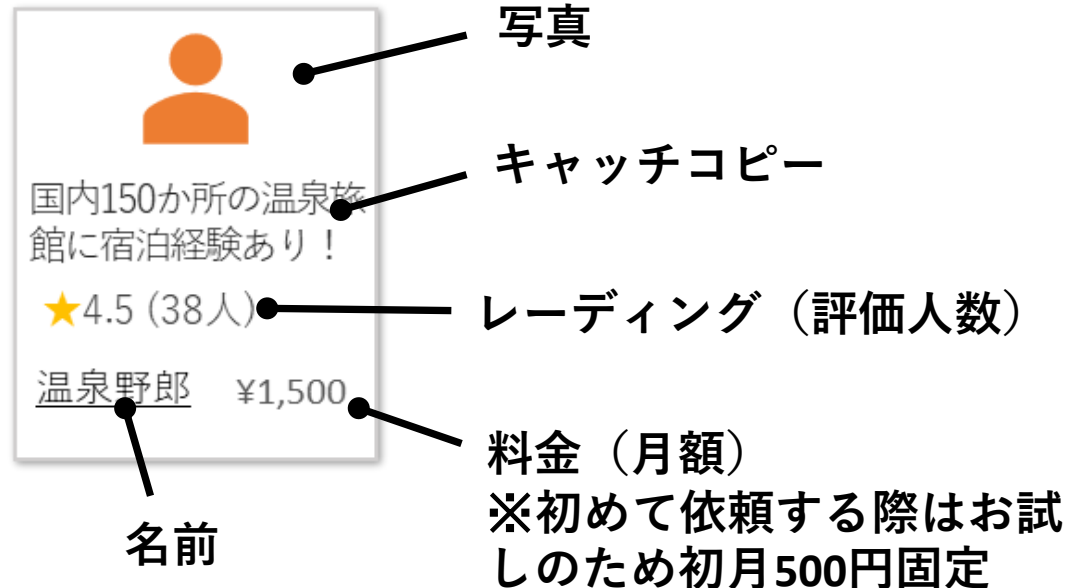 写真
キャッチコピー
国内150か所の温泉旅
館に宿泊経験あり！
★4.5 (38人)
レーディング（評価人数）
温泉野郎
¥1,500
料金（月額）
※初めて依頼する際はお試
しのため初月500円固定
名前